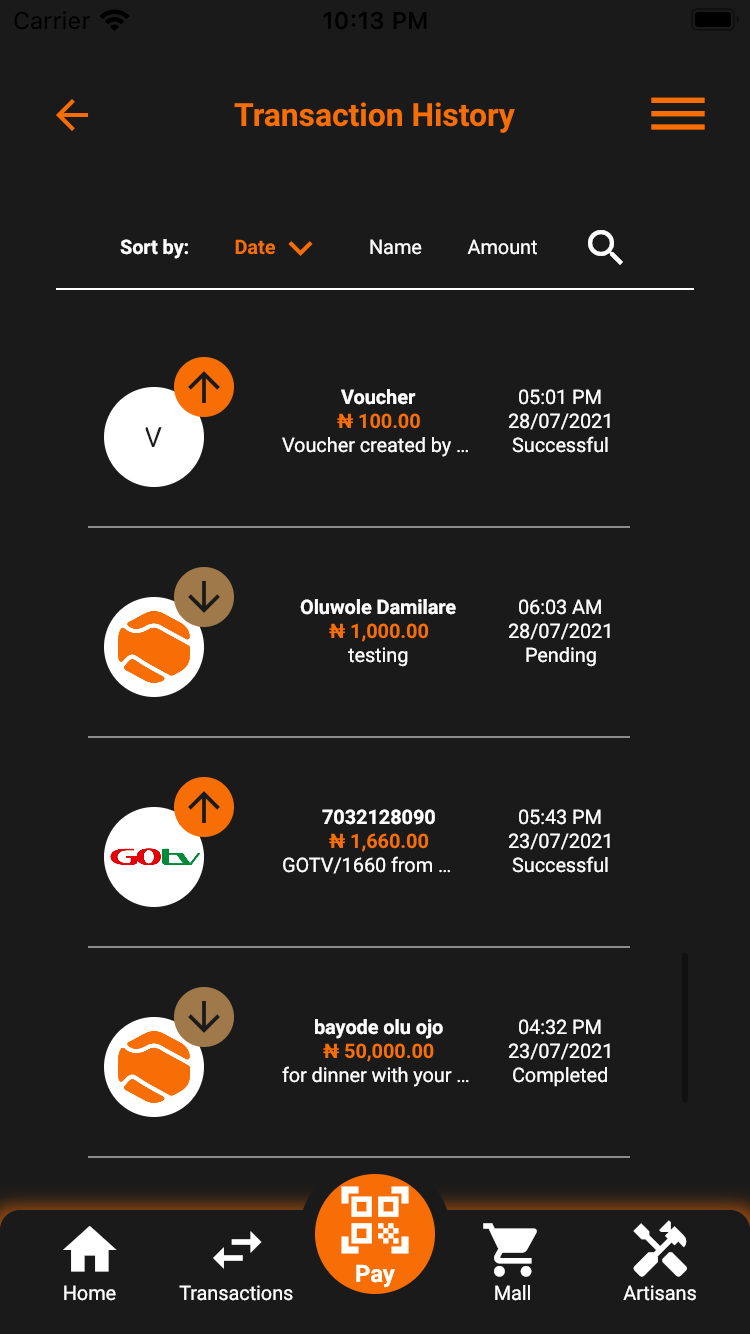 Carrier 10:13 PM
Transaction History
Sort by: Date Name Amount
V
Voucher
₦ 100.00
Voucher created by ...
05:01 PM
28/07/2021
Successful
Oluwole Damilare
₦ 1,000.00
testing
06:03 AM
28/07/2021
Pending
GOtv
7032128090
₦ 1,660.00
GOTV/1660 from ...
05:43 PM
23/07/2021
Successful
bayode olu ojo
₦ 50,000.00
for dinner with your ...
04:32 PM
23/07/2021
Completed
Home
Transactions
Pay
Mall
Artisans